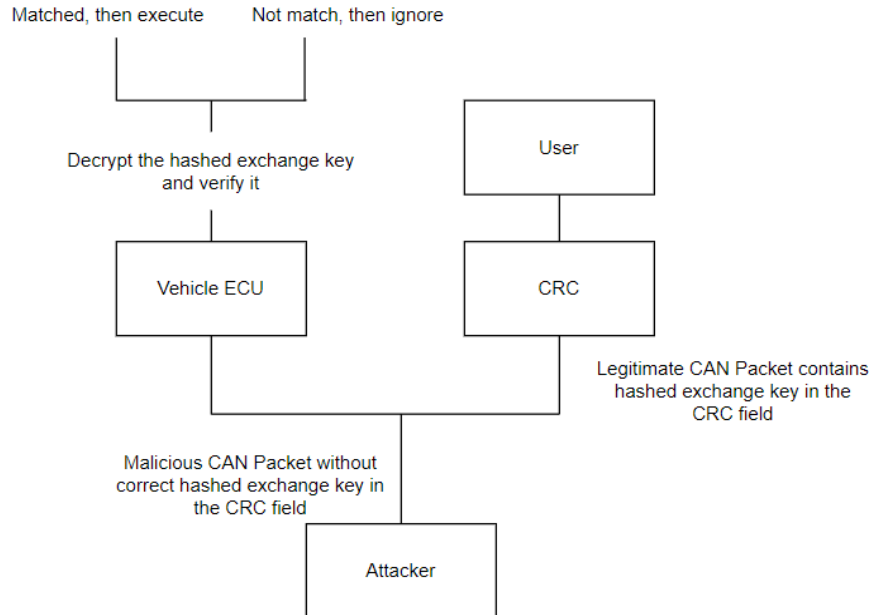 Matched, then execute
Not match, then ignore
Decrypt the hashed exchange key
and verify it
User
Vehicle ECU
CRC
Legitimate CAN Packet contains
hashed exchange key in the
CRC field
Malicious CAN Packet without
correct hashed exchange key in
the CRC field
Attacker